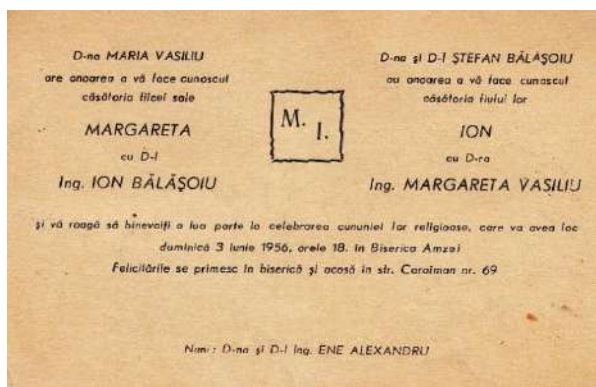 D-na MARIA VASILIU
are onoarea a vă face cunoscut
căsătoria fiicei sale
MARGARETA
cu D-l
Ing. ION BĂLĂŞOIU
M. I.
D-na şi D-l ŞTEFAN BĂLĂŞOIU
au onoarea a vă face cunoscut
căsătoria fiului lor
ION
cu D-ra
Ing. MARGARETA VASILIU
şi vă roagă să binevoiţi a lua parte la celebrarea cununiei lor religioase, care va avea loc
duminică 3 Iunie 1956, orele 18. în Biserica Amzei
Felicitările se primesc în biserică şi acasă în str. Caraiman nr. 69
Nuni: D-na şi D-l Ing. ENE ALEXANDRU